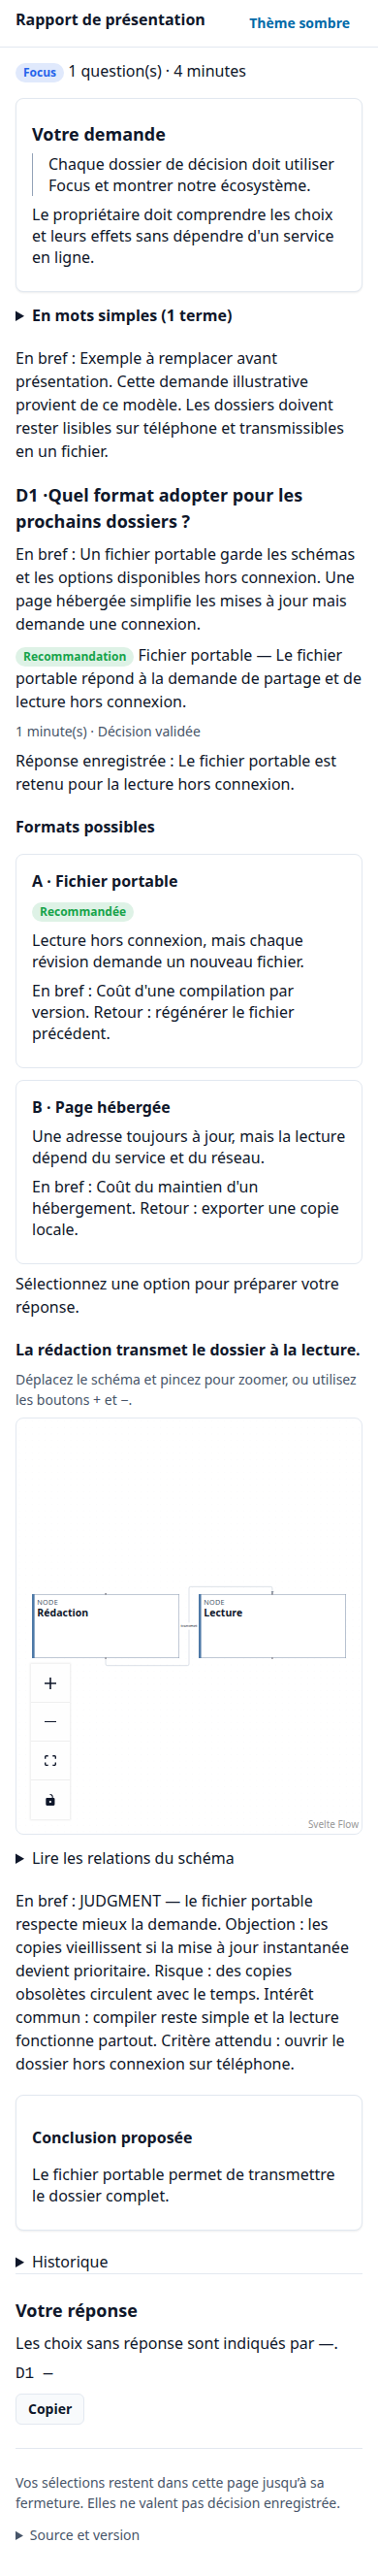 Rapport de présentation
Thème sombre
Focus 1 question(s) · 4 minutes
Votre demande
Chaque dossier de décision doit utiliser
Focus et montrer notre écosystème.
Le propriétaire doit comprendre les choix
et leurs effets sans dépendre d'un service
en ligne.
En mots simples (1 terme)
En bref : Exemple à remplacer avant
présentation. Cette demande illustrative
provient de ce modèle. Les dossiers doivent
rester lisibles sur téléphone et transmissibles
en un fichier.
D1 ·Quel format adopter pour les
prochains dossiers ?
En bref : Un fichier portable garde les schémas
et les options disponibles hors connexion. Une
page hébergée simplifie les mises à jour mais
demande une connexion.
Recommandation Fichier portable — Le fichier
portable répond à la demande de partage et de
lecture hors connexion.
1 minute(s) · Décision validée
Réponse enregistrée : Le fichier portable est
retenu pour la lecture hors connexion.
Formats possibles
A · Fichier portable
Recommandée
Lecture hors connexion, mais chaque
révision demande un nouveau fichier.
En bref : Coût d'une compilation par
version. Retour : régénérer le fichier
précédent.
B · Page hébergée
Une adresse toujours à jour, mais la lecture
dépend du service et du réseau.
En bref : Coût du maintien d'un
hébergement. Retour : exporter une copie
locale.
Sélectionnez une option pour préparer votre
réponse.
La rédaction transmet le dossier à la lecture.
Déplacez le schéma et pincez pour zoomer, ou utilisez
les boutons + et −.
NODE
Rédaction
NODE
Lecture
Svelte Flow
Lire les relations du schéma
En bref : JUDGMENT — le fichier portable
respecte mieux la demande. Objection : les
copies vieillissent si la mise à jour instantanée
devient prioritaire. Risque : des copies
obsolètes circulent avec le temps. Intérêt
commun : compiler reste simple et la lecture
fonctionne partout. Critère attendu : ouvrir le
dossier hors connexion sur téléphone.
Conclusion proposée
Le fichier portable permet de transmettre
le dossier complet.
Historique
Votre réponse
Les choix sans réponse sont indiqués par —.
D1 —
Copier
Vos sélections restent dans cette page jusqu'à sa
fermeture. Elles ne valent pas décision enregistrée.
Source et version